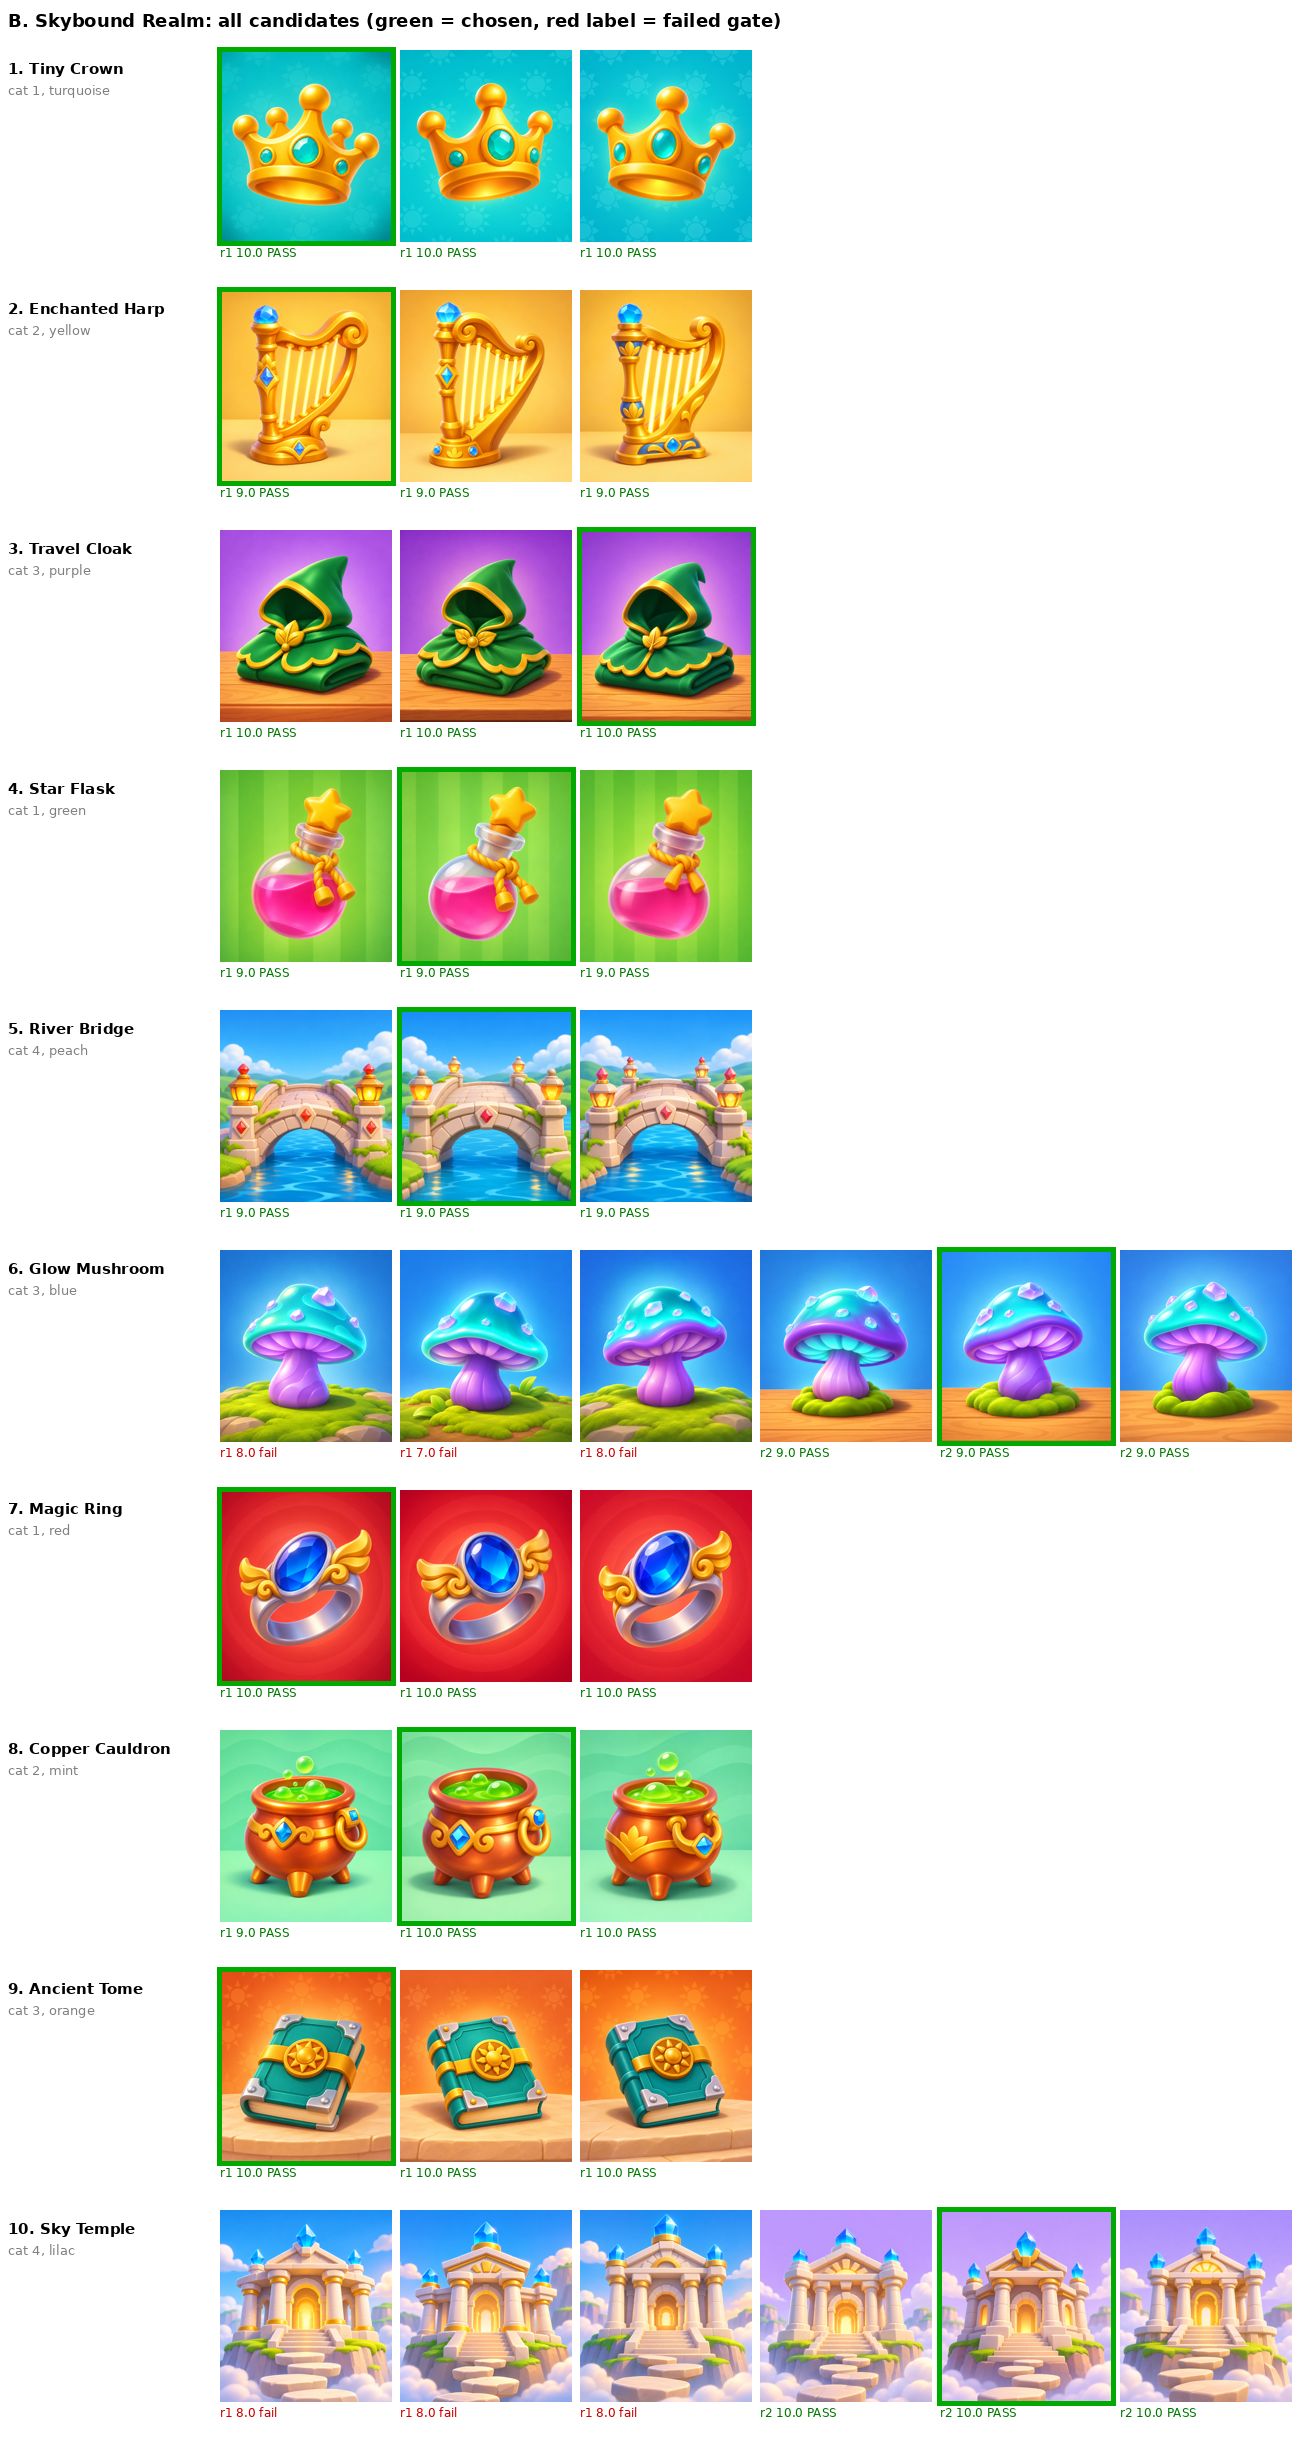 B. Skybound Realm: all candidates (green = chosen, red label = failed gate)
1. Tiny Crown
cat 1, turquoise
r1 10.0 PASS r1 10.0 PASS r1 10.0 PASS
2. Enchanted Harp
cat 2, yellow
r1 9.0 PASS r1 9.0 PASS r1 9.0 PASS
3. Travel Cloak
cat 3, purple
r1 10.0 PASS r1 10.0 PASS r1 10.0 PASS
4. Star Flask
cat 1, green
r1 9.0 PASS r1 9.0 PASS r1 9.0 PASS
5. River Bridge
cat 4, peach
r1 9.0 PASS r1 9.0 PASS r1 9.0 PASS
6. Glow Mushroom
cat 3, blue
r1 8.0 fail r1 7.0 fail r1 8.0 fail r2 9.0 PASS r2 9.0 PASS r2 9.0 PASS
7. Magic Ring
cat 1, red
r1 10.0 PASS r1 10.0 PASS r1 10.0 PASS
8. Copper Cauldron
cat 2, mint
r1 9.0 PASS r1 10.0 PASS r1 10.0 PASS
9. Ancient Tome
cat 3, orange
r1 10.0 PASS r1 10.0 PASS r1 10.0 PASS
10. Sky Temple
cat 4, lilac
r1 8.0 fail r1 8.0 fail r1 8.0 fail r2 10.0 PASS r2 10.0 PASS r2 10.0 PASS